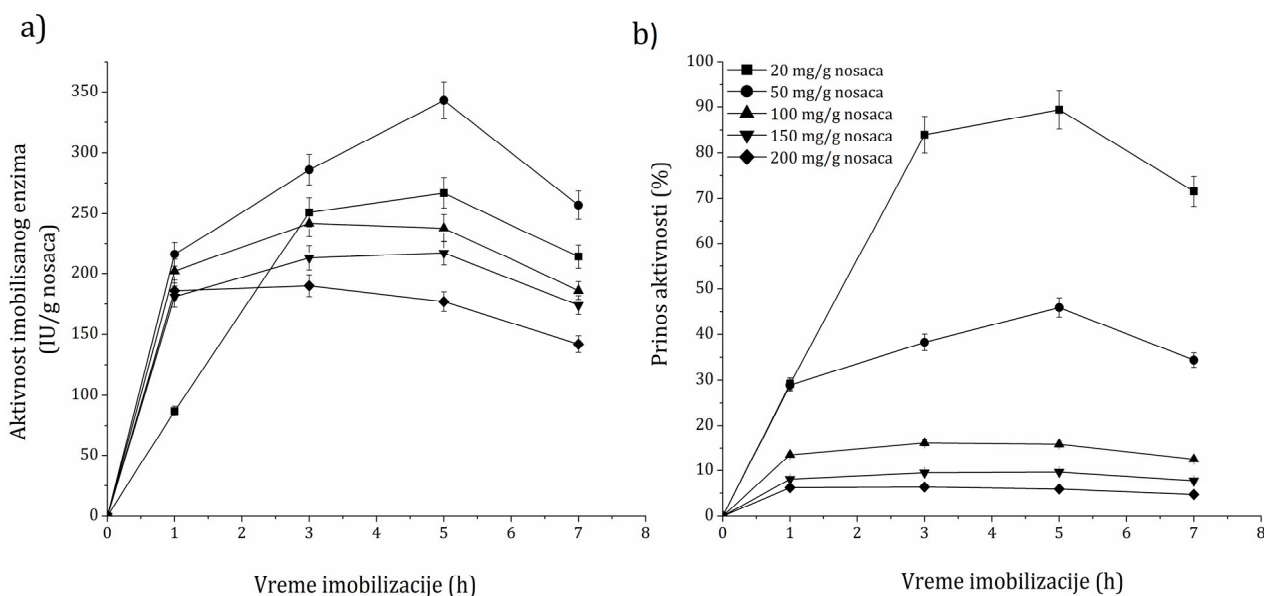 a)
Aktivnost imobilisanog enzima
(IU/g nosaca)
350
300
250
200
150
100
50
0
0 1 2 3 4 5 6 7 8
Vreme imobilizacije (h)
b)
20 mg/g nosaca
50 mg/g nosaca
100 mg/g nosaca
150 mg/g nosaca
200 mg/g nosaca
Prinos aktivnosti (%)
100
90
80
70
60
50
40
30
20
10
0
0 1 2 3 4 5 6 7 8
Vreme imobilizacije (h)